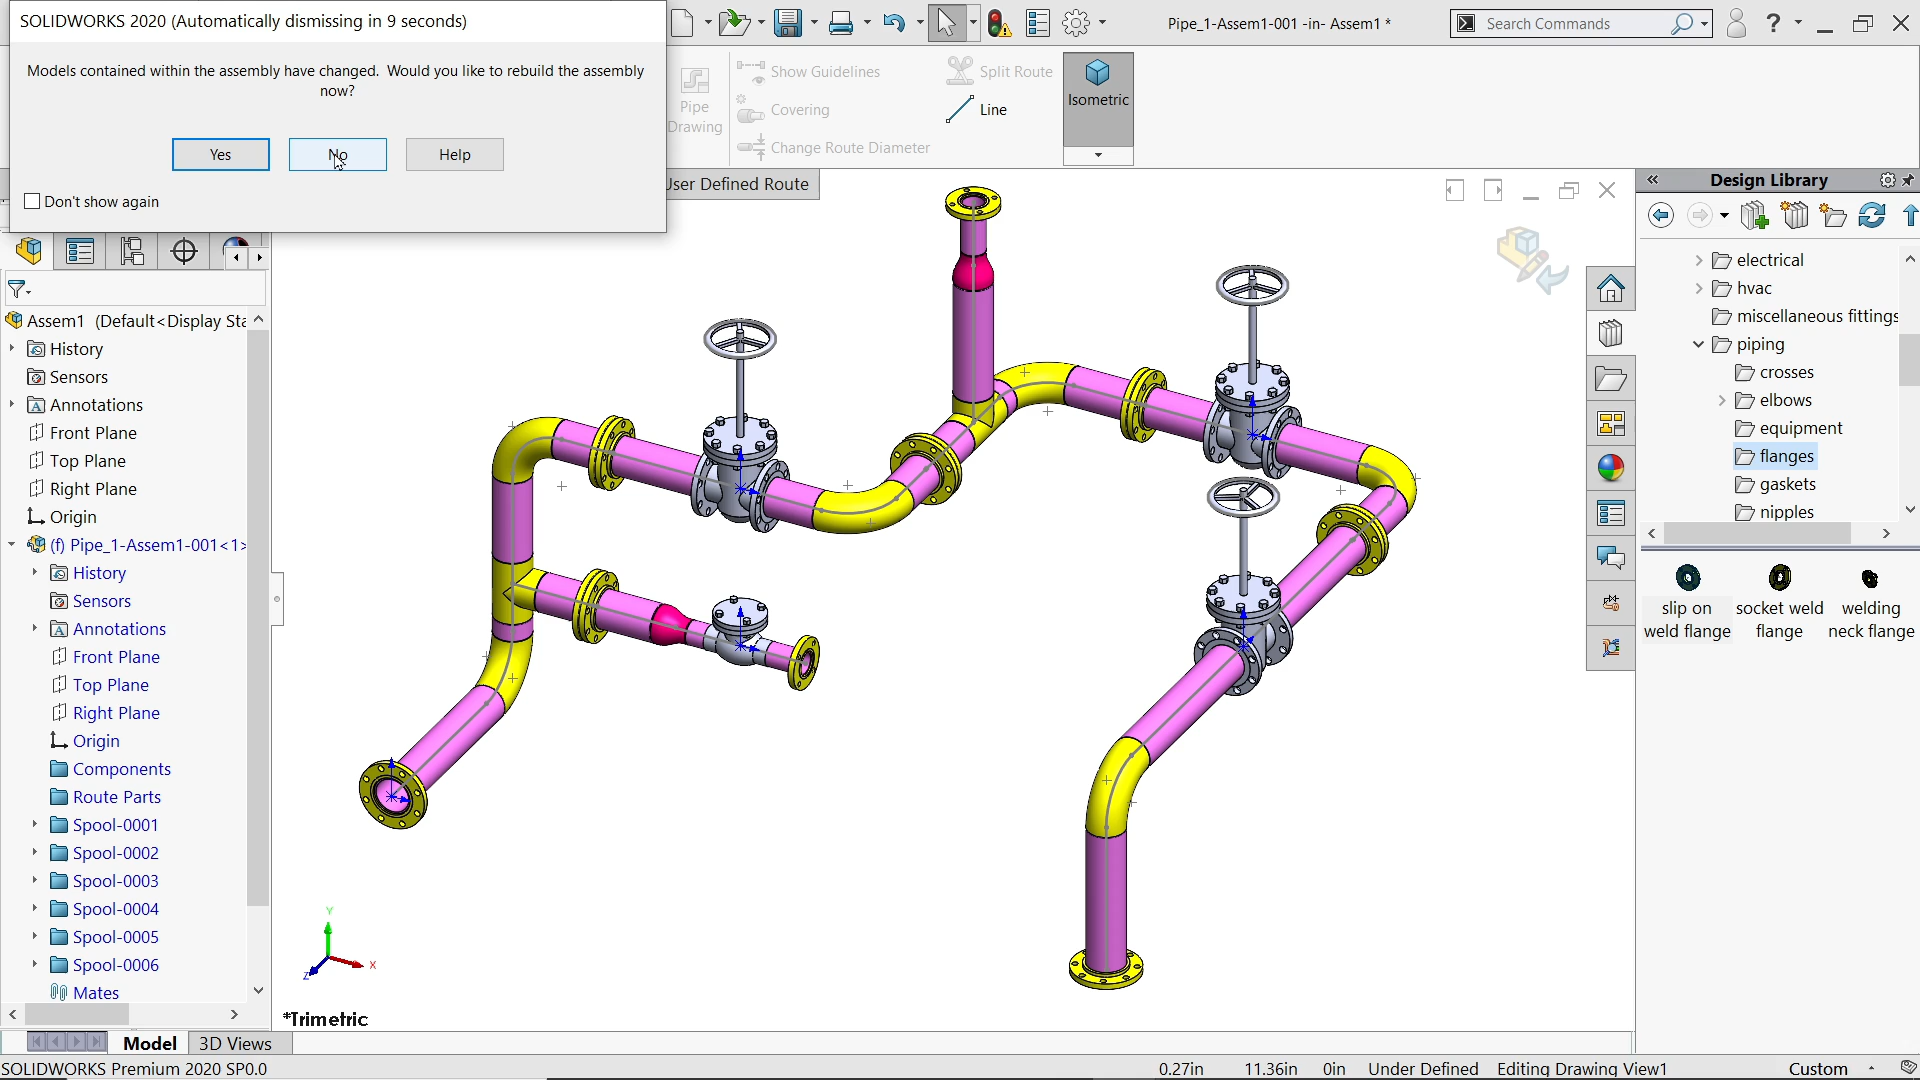 SOLIDWORKS 2020 (Automatically dismissing in 9 seconds)
Models contained within the assembly have changed. Would you like to rebuild the assembly
now?
Yes
No
Help
Don't show again
Pipe_1-Assem1-001 -in- Assem1 *
Search Commands
?
Pipe
Drawing
Show Guidelines
Covering
Change Route Diameter
Split Route
Line
Isometric
User Defined Route
Assem1 (Default<Display Sta
History
Sensors
A Annotations
Front Plane
Top Plane
Right Plane
Origin
(f) Pipe_1-Assem1-001<1>
History
Sensors
A Annotations
Front Plane
Top Plane
Right Plane
Origin
Components
Route Parts
Spool-0001
Spool-0002
Spool-0003
Spool-0004
Spool-0005
Spool-0006
Mates
Y
X
Z
*Trimetric
Design Library
electrical
hvac
miscellaneous fittings
piping
crosses
elbows
equipment
flanges
gaskets
nipples
slip on
weld flange
socket weld
flange
welding
neck flange
Model
3D Views
SOLIDWORKS Premium 2020 SP0.0
0.27in
11.36in
0in
Under Defined
Editing Drawing View1
Custom